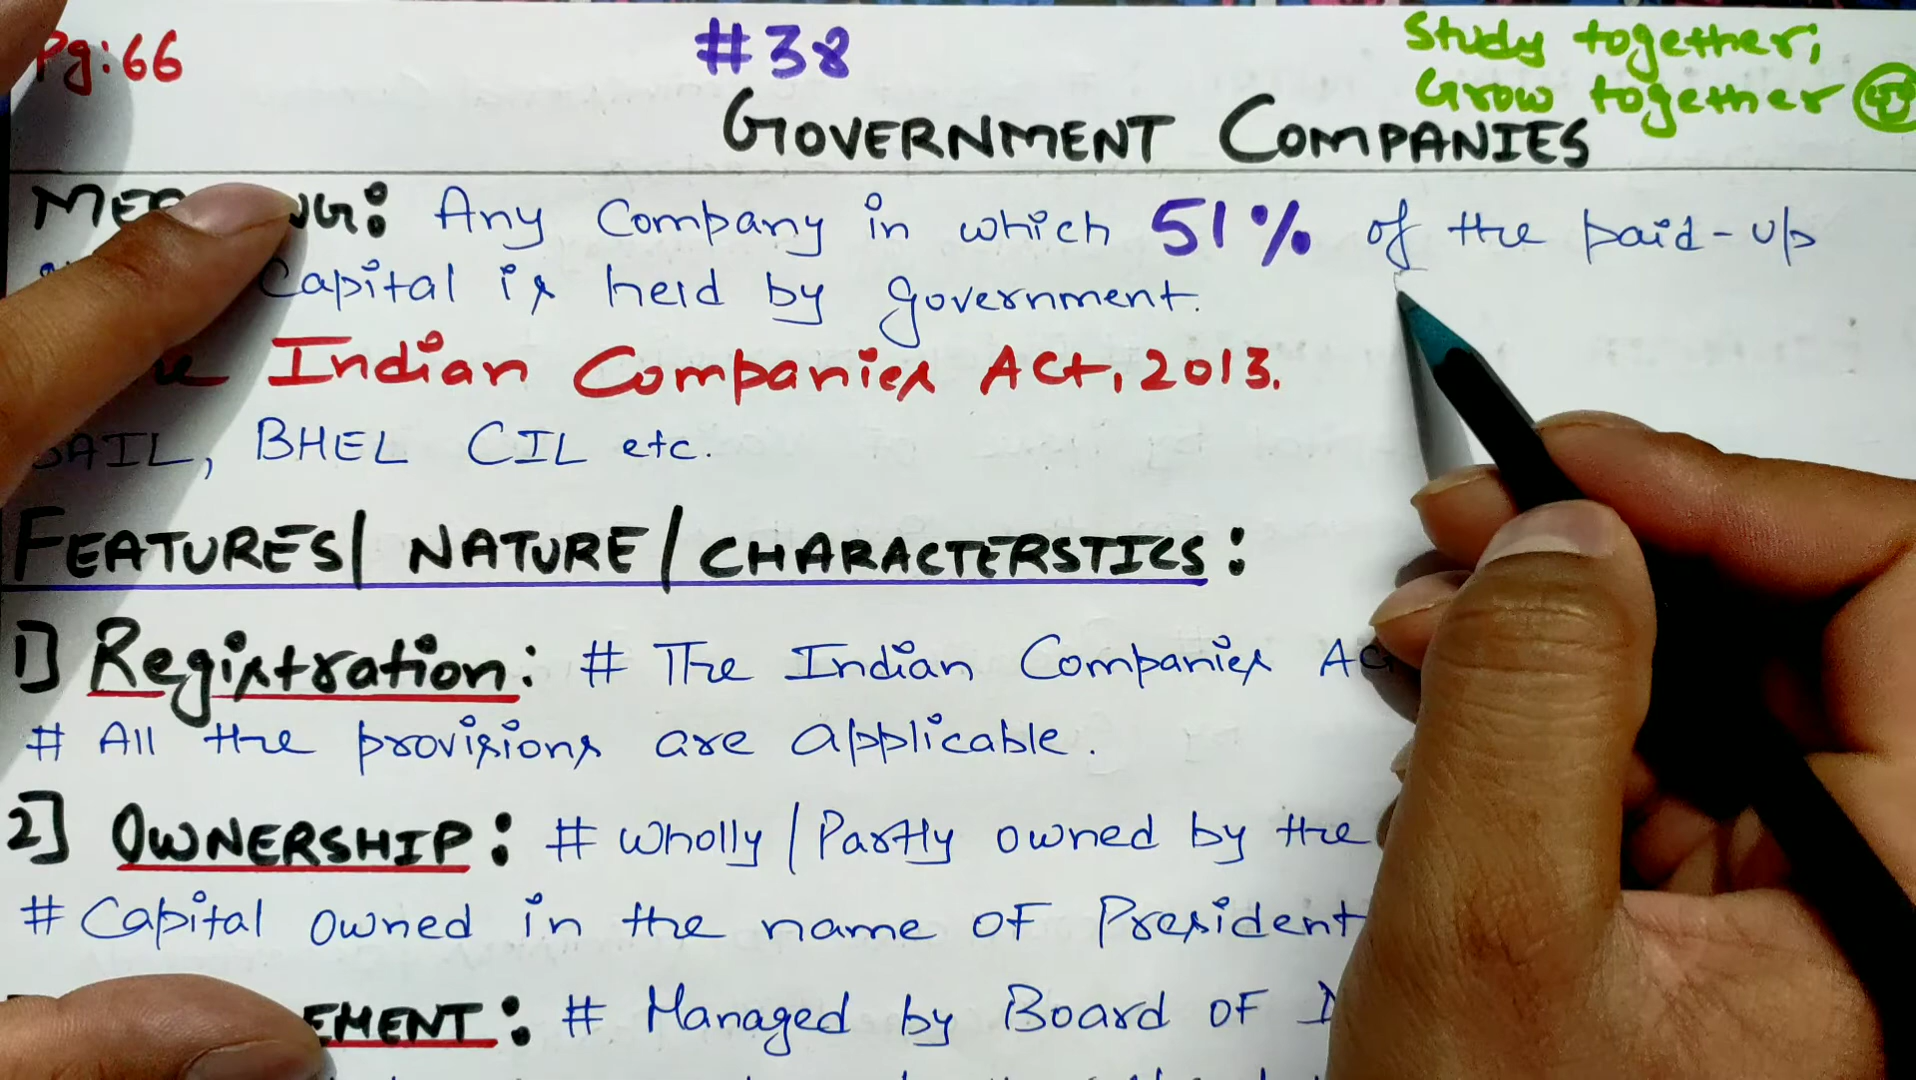 Pg:66
#38
Study together;
Grow together
GOVERNMENT COMPANIES
Any Company in which 51% of the paid-up
Capital is held by government.
Indian Companies Act, 2013.
SAIL, BHEL CIL etc.
FEATURES/ NATURE/ CHARACTERSTICS:
1] Registration: # The Indian Companies
# All the provisions are applicable.
2] OWNERSHIP: # Wholly/Partly owned by the
# Capital owned in the name of President
EMENT: # Managed by Board of